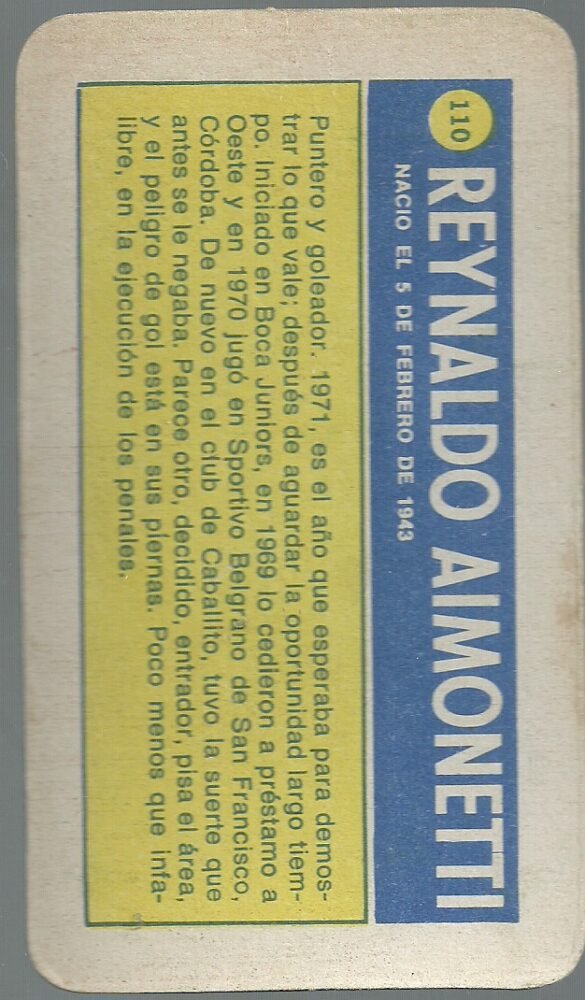 110
REYNALDO AIMONETTI
NACIO EL 5 DE FEBRERO DE 1943
Puntero y goleador. 1971, es el año que esperaba para demos-
trar lo que vale; después de aguardar la oportunidad largo tiem-
po. Iniciado en Boca Juniors, en 1969 lo cedieron a préstamo a
Oeste y en 1970 jugó en Sportivo Belgrano de San Francisco,
Córdoba. De nuevo en el club de Caballito, tuvo la suerte que
antes se le negaba. Parece otro, decidido, entrador, pisa el área,
y el peligro de gol está en sus piernas. Poco menos que infa-
libre, en la ejecución de los penales.